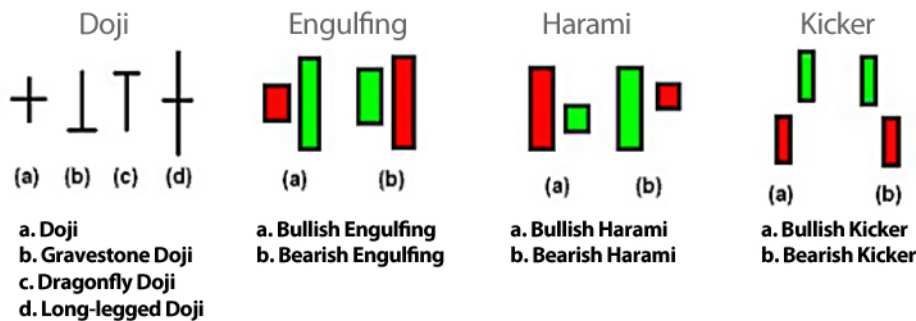 Doji
Engulfing
Harami
Kicker
(a) (b) (c) (d)
(a) (b)
(a) (b)
(a) (b)
a. Doji
b. Gravestone Doji
c. Dragonfly Doji
d. Long-legged Doji
a. Bullish Engulfing
b. Bearish Engulfing
a. Bullish Harami
b. Bearish Harami
a. Bullish Kicker
b. Bearish Kicker